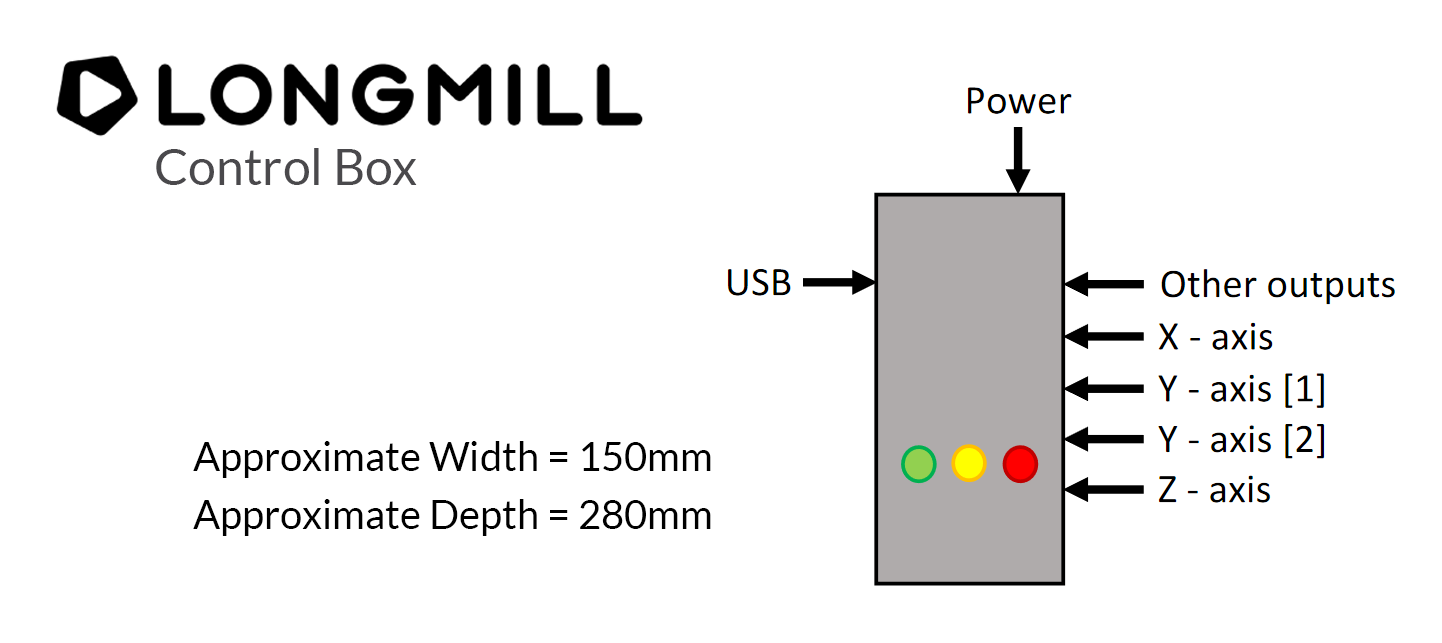 LONGMILL
Control Box
Power
USB
Other outputs
X - axis
Y - axis [1]
Y - axis [2]
Z - axis
Approximate Width = 150mm
Approximate Depth = 280mm